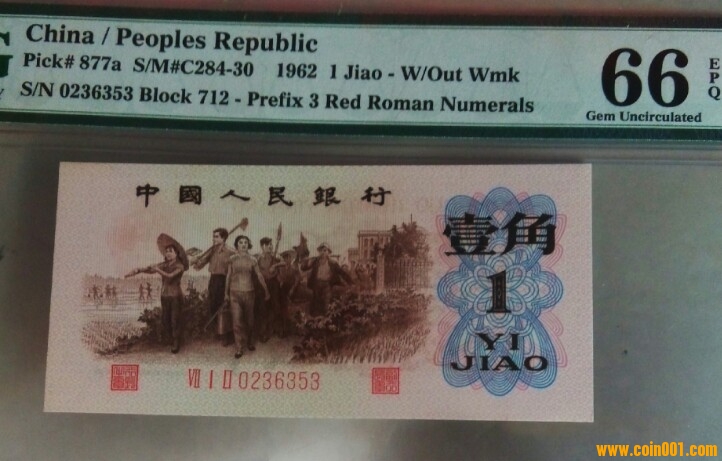 China / Peoples Republic
Pick# 877a S/M#C284-30 1962 1 Jiao - W/Out Wmk
S/N 0236353 Block 712 - Prefix 3 Red Roman Numerals
66
EPQ
Gem Uncirculated
中國人民銀行
壹角
1
YI
JIAO
Ⅶ Ⅰ Ⅱ 0236353
www.coin001.com